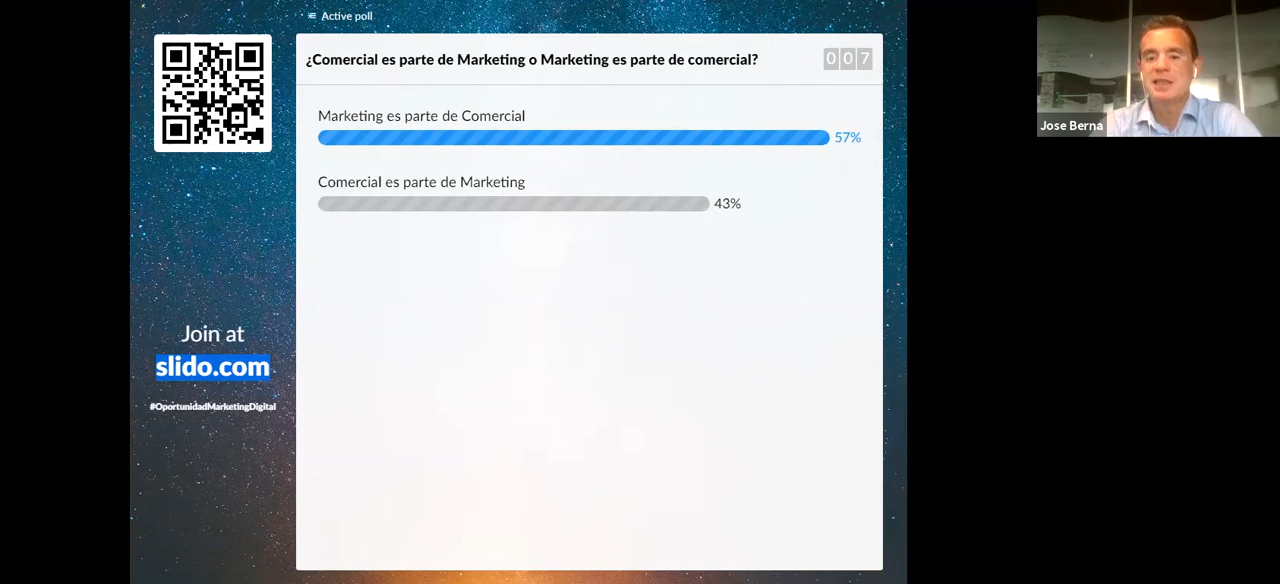 Active poll
¿Comercial es parte de Marketing o Marketing es parte de comercial?
007
Marketing es parte de Comercial
57%
Comercial es parte de Marketing
43%
Join at
slido.com
#OportunidadMarketingDigital
Jose Berna